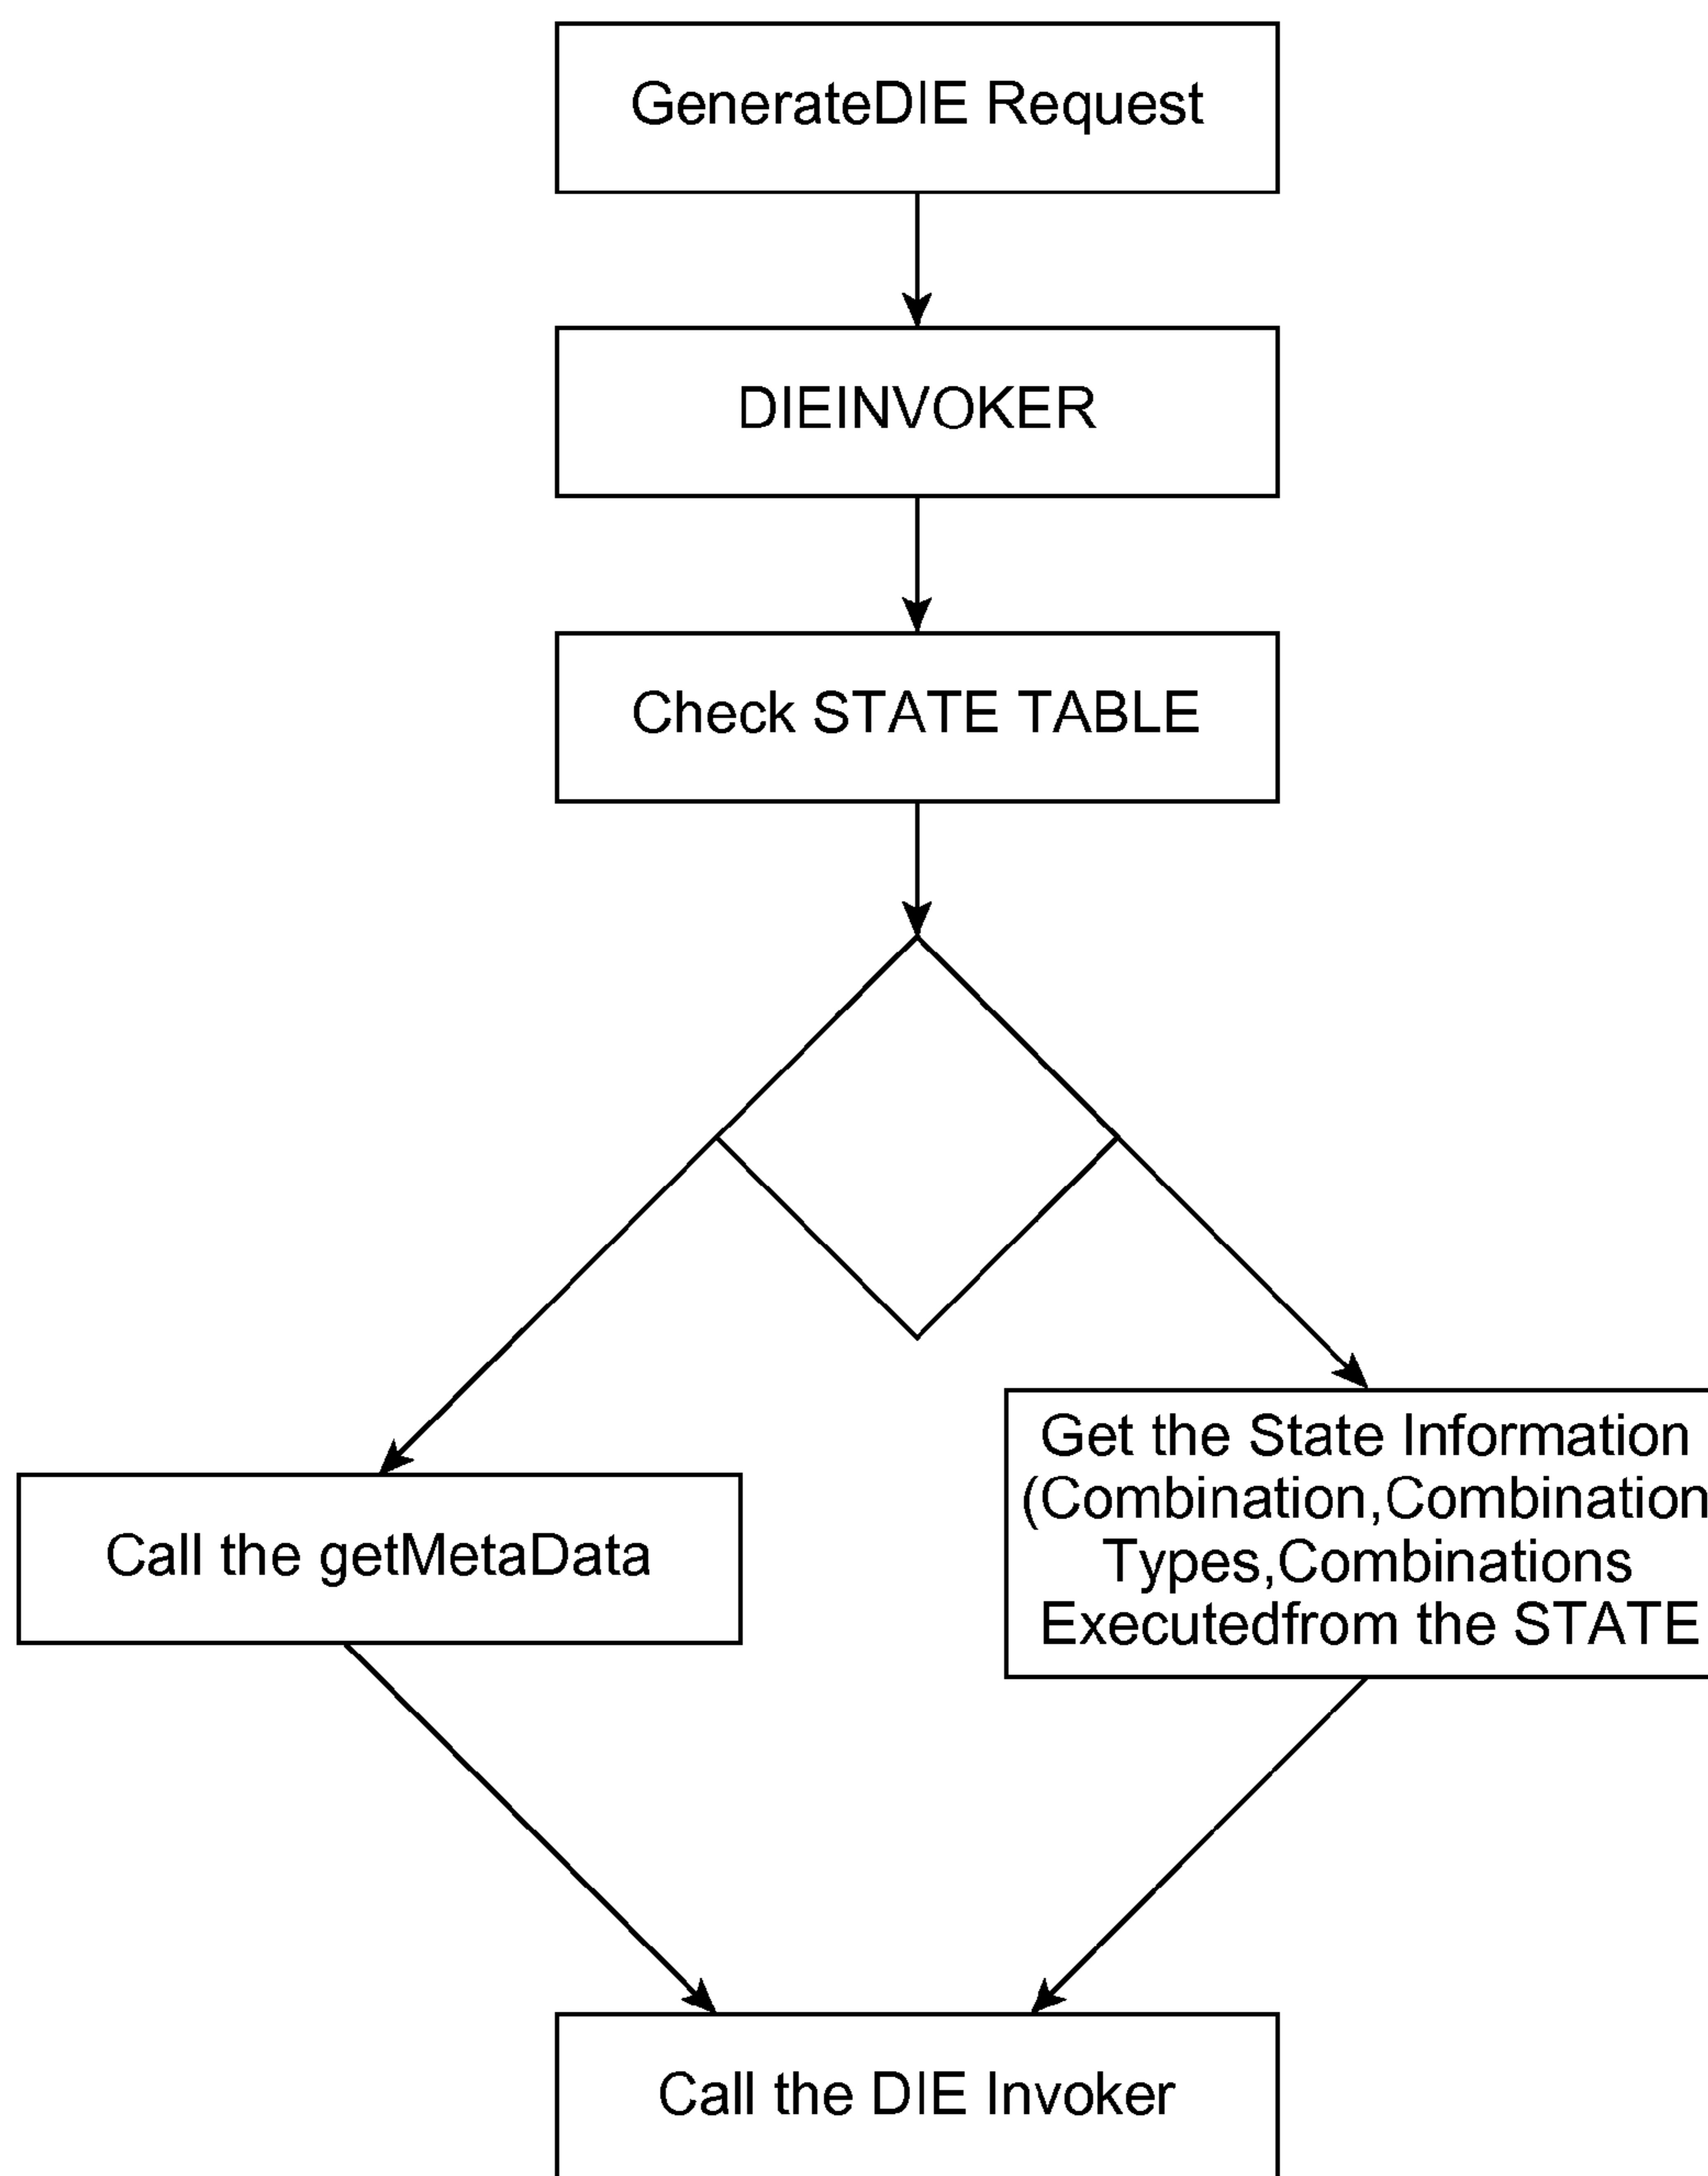 GenerateDIE Request
DIEINVOKER
Check STATE TABLE
Call the getMetaData
Get the State Information
(Combination,Combination
Types,Combinations
Executedfrom the STATE
Call the DIE Invoker